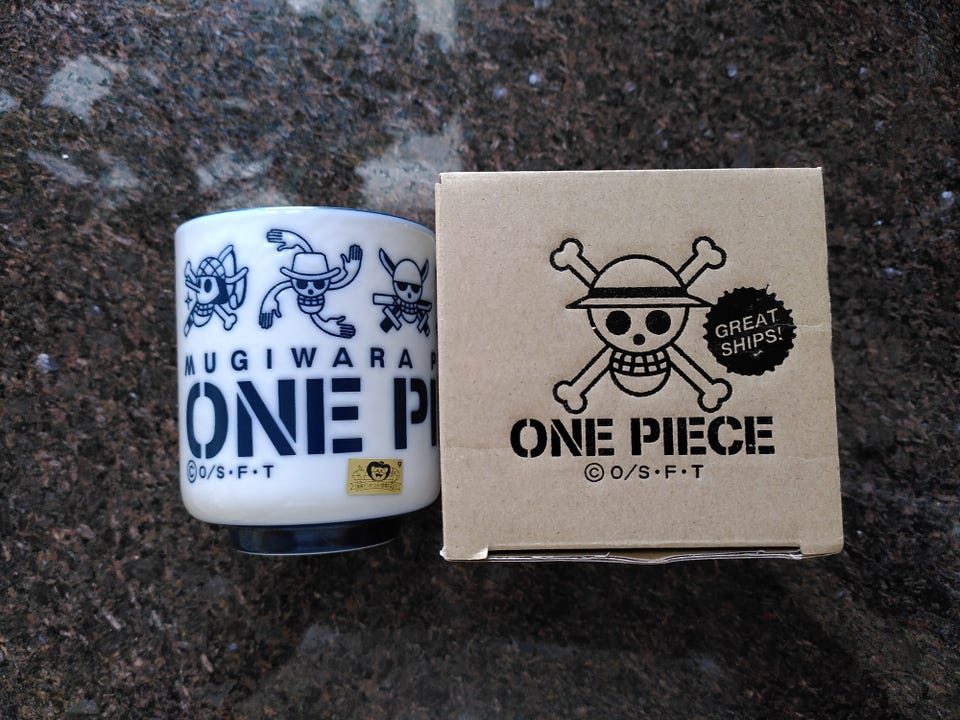 MUGIWARA P
ONE PI
©O/S・F・T
GREAT
SHIPS!
ONE PIECE
©O/S・F・T